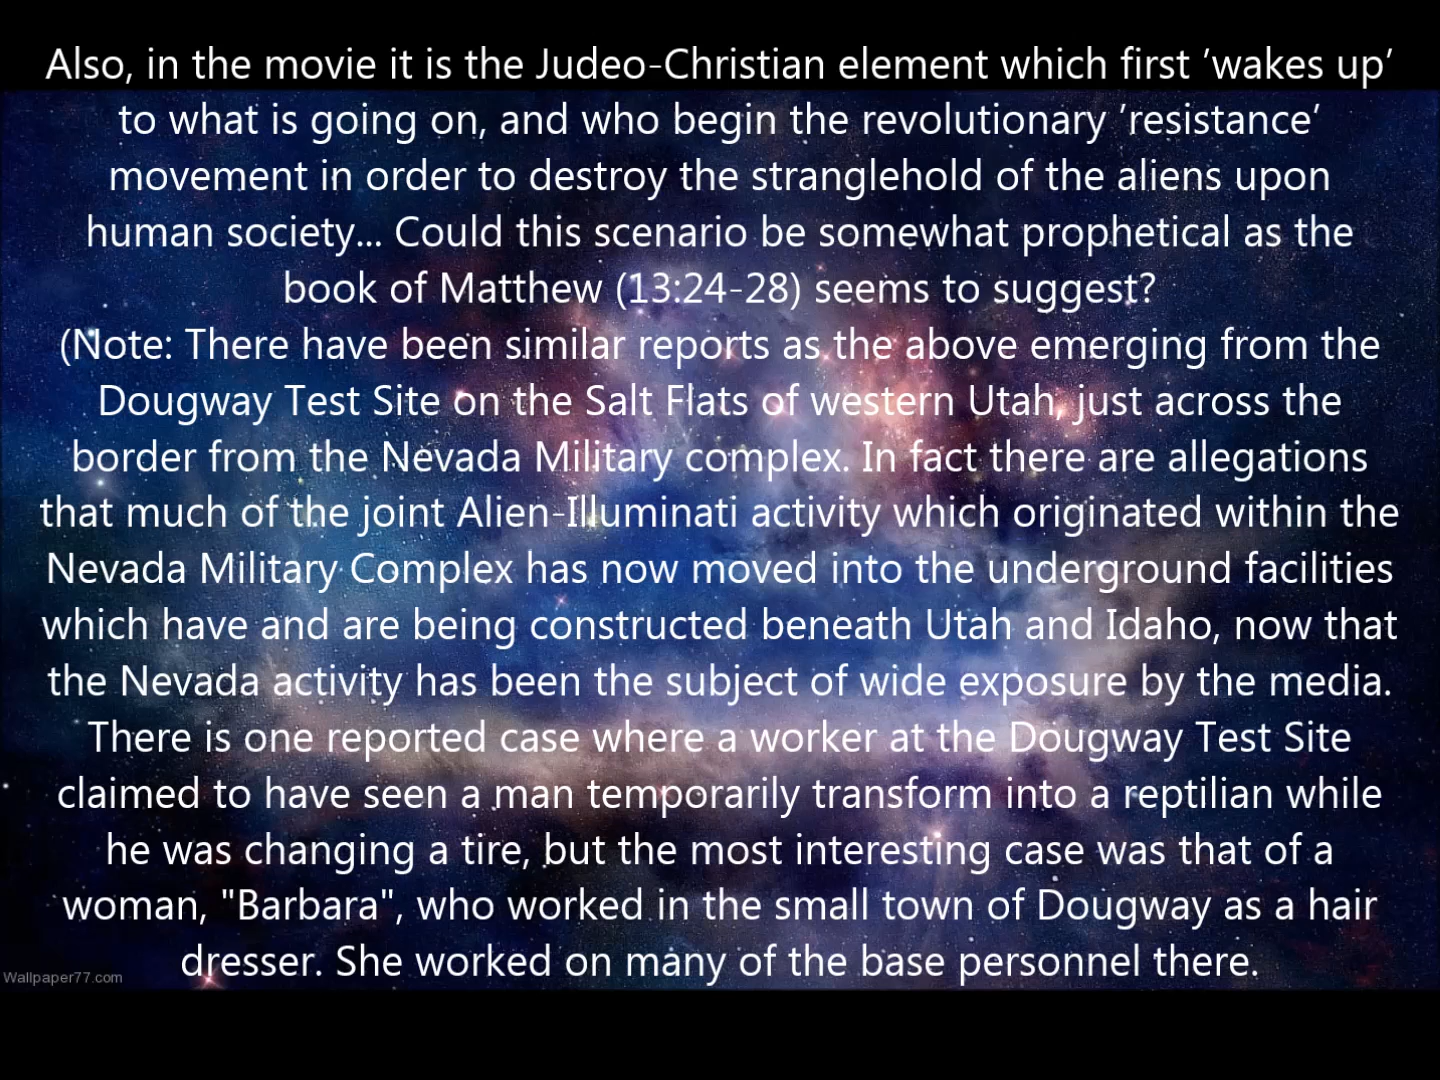 Also, in the movie it is the Judeo-Christian element which first 'wakes up'
to what is going on, and who begin the revolutionary 'resistance'
movement in order to destroy the stranglehold of the aliens upon
human society... Could this scenario be somewhat prophetical as the
book of Matthew (13:24-28) seems to suggest?
(Note: There have been similar reports as the above emerging from the
Dougway Test Site on the Salt Flats of western Utah, just across the
border from the Nevada Military complex. In fact there are allegations
that much of the joint Alien-Illuminati activity which originated within the
Nevada Military Complex has now moved into the underground facilities
which have and are being constructed beneath Utah and Idaho, now that
the Nevada activity has been the subject of wide exposure by the media.
There is one reported case where a worker at the Dougway Test Site
claimed to have seen a man temporarily transform into a reptilian while
he was changing a tire, but the most interesting case was that of a
woman, "Barbara", who worked in the small town of Dougway as a hair
dresser. She worked on many of the base personnel there.
Wallpaper77.com